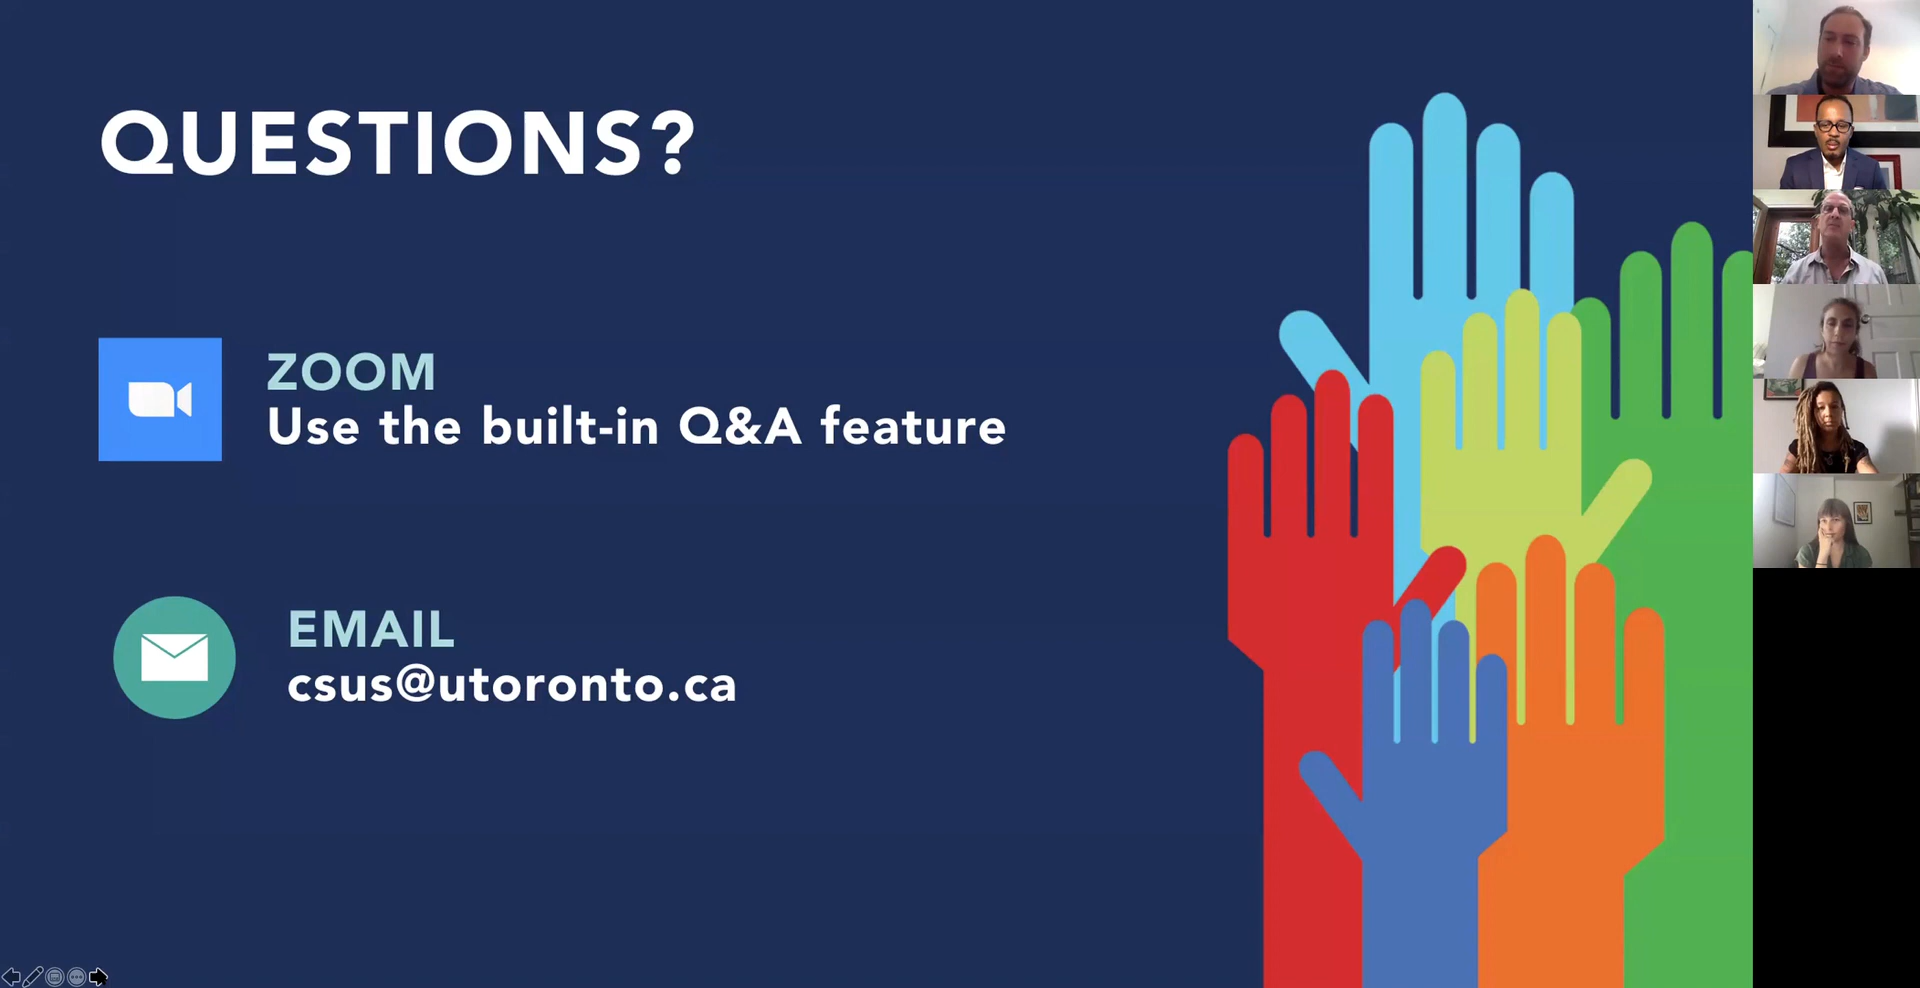 QUESTIONS?
ZOOM
Use the built-in Q&A feature
EMAIL
csus@utoronto.ca